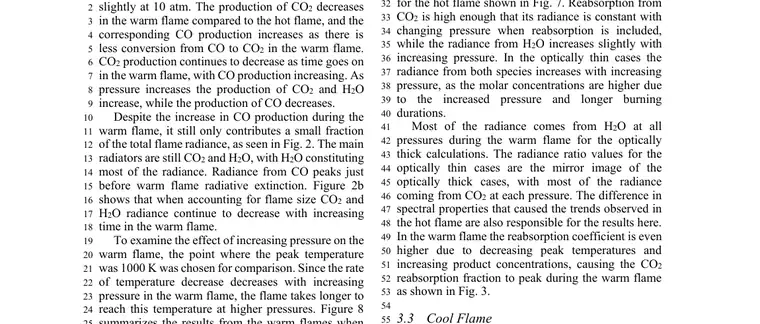 2 slightly at 10 atm. The production of CO₂ decreases
3 in the warm flame compared to the hot flame, and the
4 corresponding CO production increases as there is
5 less conversion from CO to CO₂ in the warm flame.
6 CO₂ production continues to decrease as time goes on
7 in the warm flame, with CO production increasing. As
8 pressure increases the production of CO₂ and H₂O
9 increase, while the production of CO decreases.
10 Despite the increase in CO production during the
11 warm flame, it still only contributes a small fraction
12 of the total flame radiance, as seen in Fig. 2. The main
13 radiators are still CO₂ and H₂O, with H₂O constituting
14 most of the radiance. Radiance from CO peaks just
15 before warm flame radiative extinction. Figure 2b
16 shows that when accounting for flame size CO₂ and
17 H₂O radiance continue to decrease with increasing
18 time in the warm flame.
19 To examine the effect of increasing pressure on the
20 warm flame, the point where the peak temperature
21 was 1000 K was chosen for comparison. Since the rate
22 of temperature decrease decreases with increasing
23 pressure in the warm flame, the flame takes longer to
24 reach this temperature at higher pressures. Figure 8
25 summarizes the results from the warm flames when
32 for the hot flame shown in Fig. 7. Reabsorption from
33 CO₂ is high enough that its radiance is constant with
34 changing pressure when reabsorption is included,
35 while the radiance from H₂O increases slightly with
36 increasing pressure. In the optically thin cases the
37 radiance from both species increases with increasing
38 pressure, as the molar concentrations are higher due
39 to the increased pressure and longer burning
40 durations.
41 Most of the radiance comes from H₂O at all
42 pressures during the warm flame for the optically
43 thick calculations. The radiance ratio values for the
44 optically thin cases are the mirror image of the
45 optically thick cases, with most of the radiance
46 coming from CO₂ at each pressure. The difference in
47 spectral properties that caused the trends observed in
48 the hot flame are also responsible for the results here.
49 In the warm flame the reabsorption coefficient is even
50 higher due to decreasing peak temperatures and
51 increasing product concentrations, causing the CO₂
52 reabsorption fraction to peak during the warm flame
53 as shown in Fig. 3.
54
55 3.3 Cool Flame